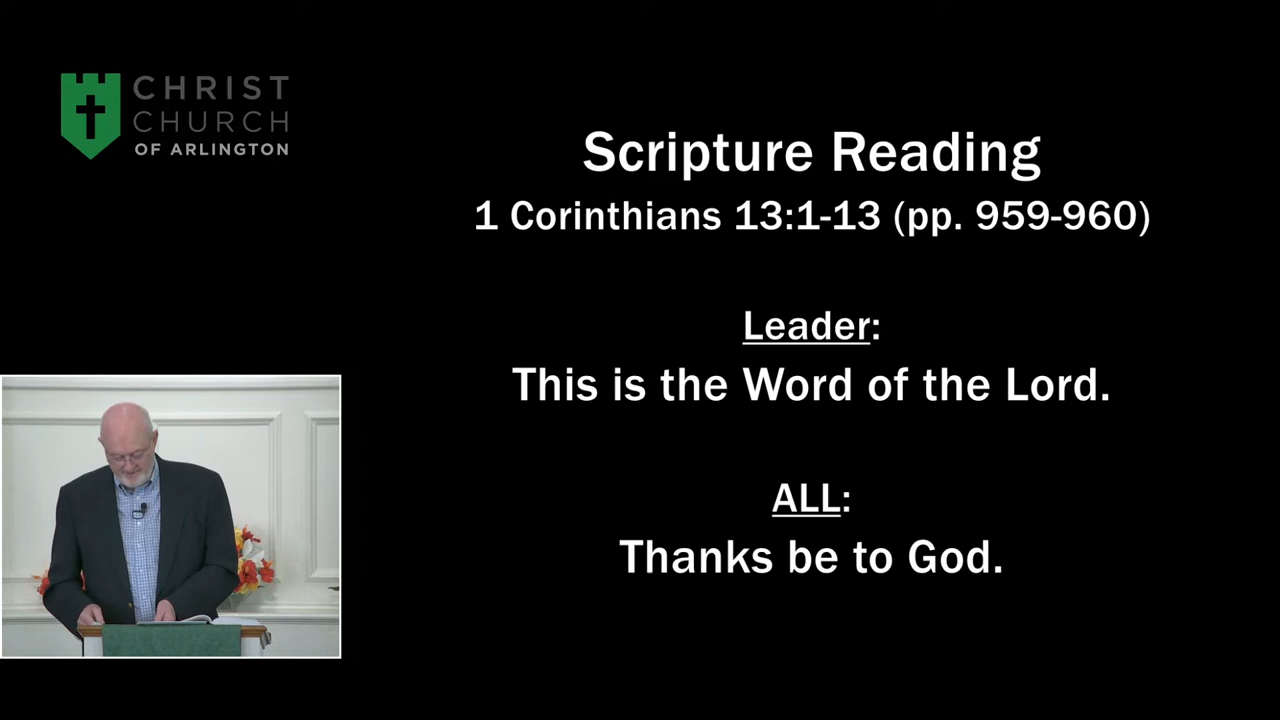 CHRIST
CHURCH
OF ARLINGTON
Scripture Reading
1 Corinthians 13:1-13 (pp. 959-960)
Leader:
This is the Word of the Lord.
ALL:
Thanks be to God.